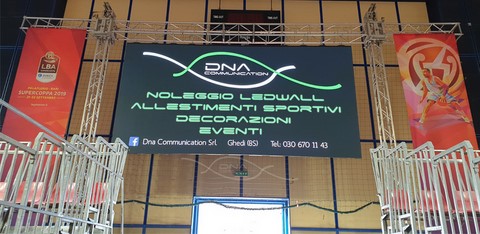 LBA
SUPERCOPPA 2019
DNA
COMMUNICATION
NOLEGGIO LEDWALL
ALLESTIMENTI SPORTIVI
DECORAZIONI
EVENTI
f Dna Communication Srl. Ghedi (BS) Tel: 030 670 11 43